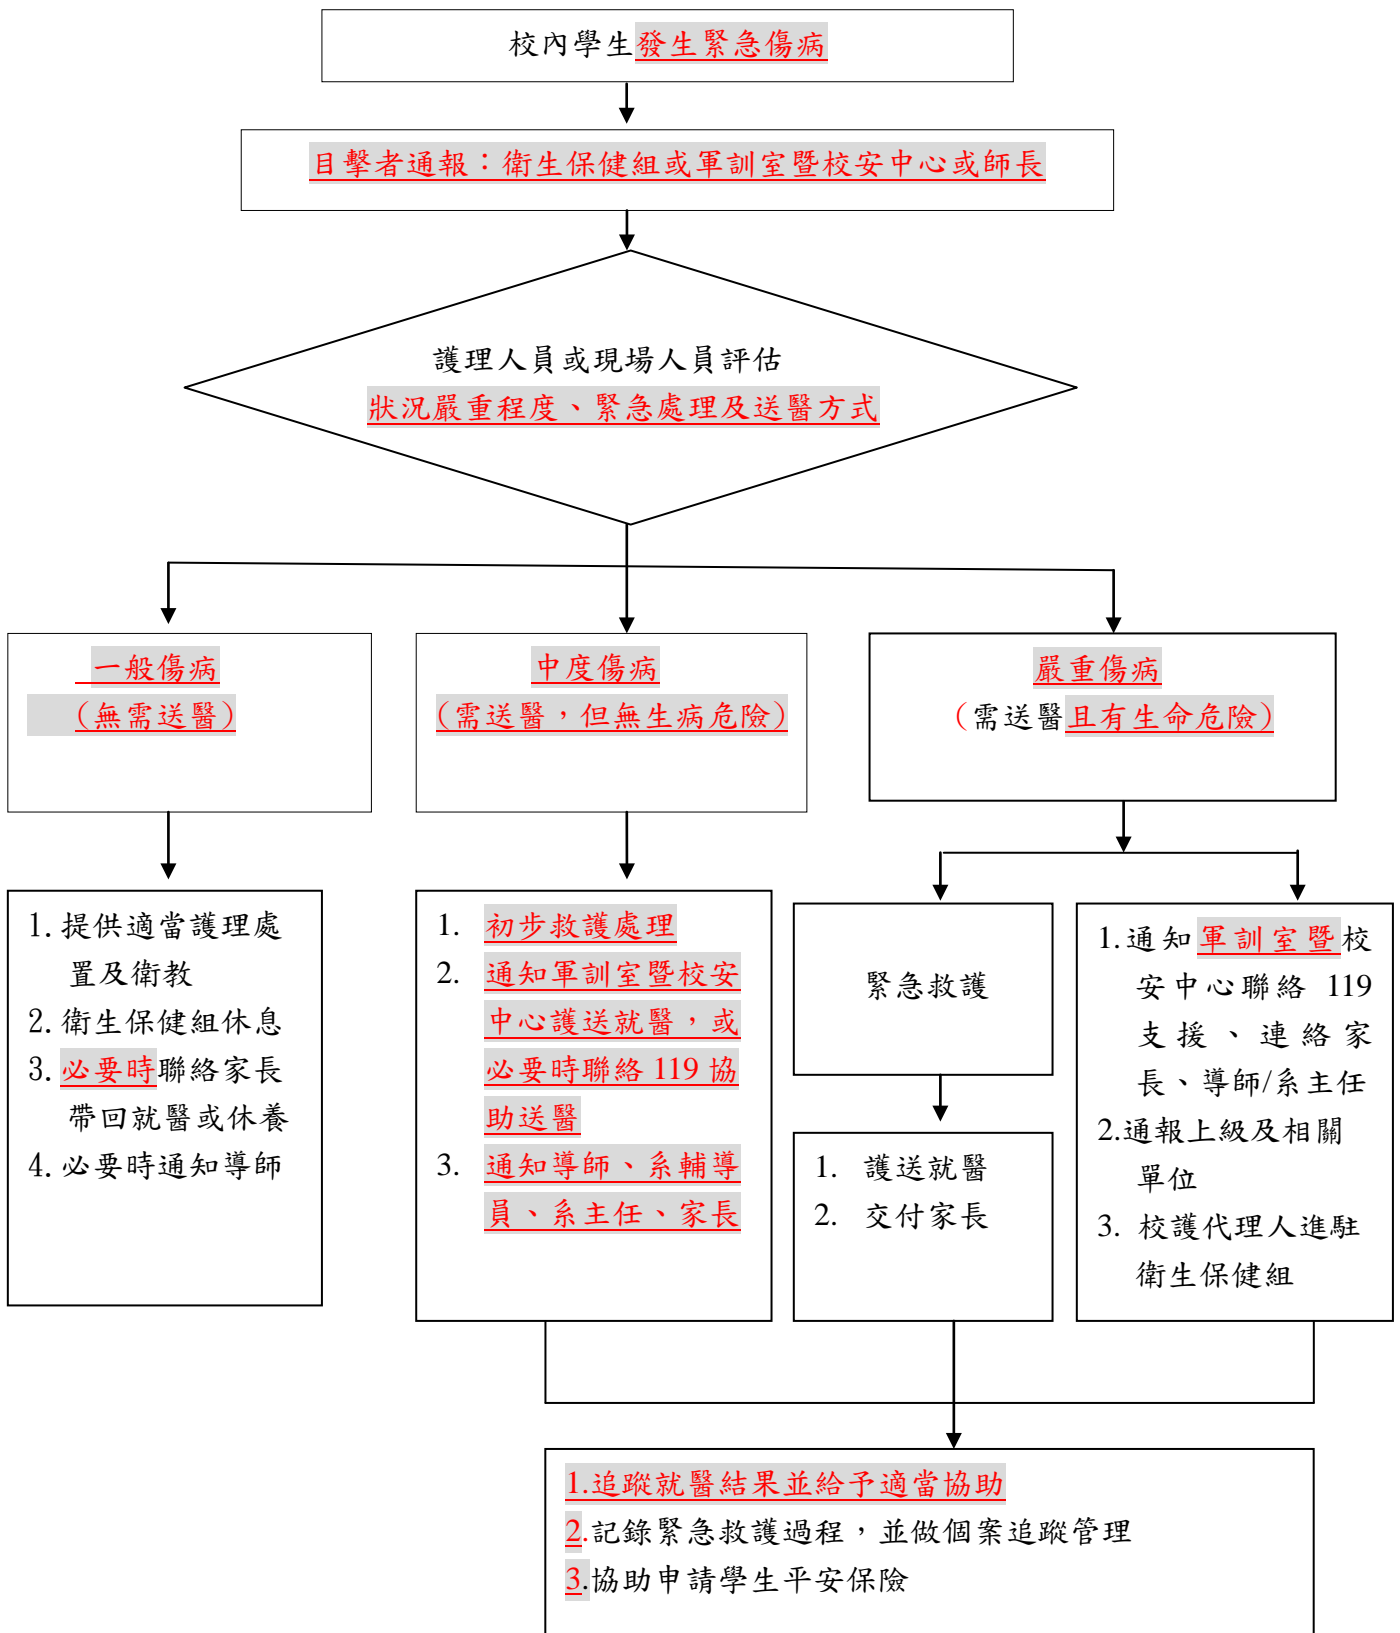 校內學生發生緊急傷病
目擊者通報：衛生保健組或軍訓室暨校安中心或師長
護理人員或現場人員評估
狀況嚴重程度、緊急處理及送醫方式
一般傷病
（無需送醫）
中度傷病
（需送醫，但無生病危險）
嚴重傷病
（需送醫且有生命危險）
1. 提供適當護理處
置及衛教
2. 衛生保健組休息
3. 必要時聯絡家長
帶回就醫或休養
4. 必要時通知導師
1. 初步救護處理
2. 通知軍訓室暨校安
中心護送就醫，或
必要時聯絡 119 協
助送醫
3. 通知導師、系輔導
員、系主任、家長
緊急救護
1. 護送就醫
2. 交付家長
1.通知軍訓室暨校
安中心聯絡 119
支援、連絡家
長、導師/系主任
2.通報上級及相關
單位
3. 校護代理人進駐
衛生保健組
1.追蹤就醫結果並給予適當協助
2.記錄緊急救護過程，並做個案追蹤管理
3.協助申請學生平安保險